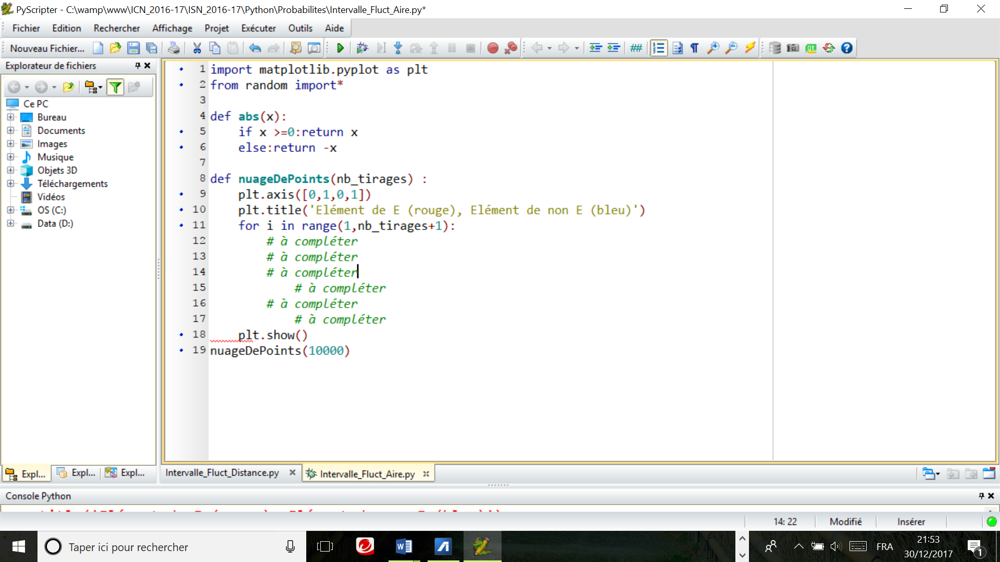 PyScripter - C:\wamp\www\ICN_2016-17\ISN_2016-17\Python\Probabilites\Intervalle_Fluct_Aire.py*
Fichier Edition Rechercher Affichage Projet Exécuter Outils Aide
Nouveau Fichier...
Explorateur de fichiers
Ce PC
Bureau
Documents
Images
Musique
Objets 3D
Téléchargements
Vidéos
OS (C:)
Data (D:)
1 import matplotlib.pyplot as plt
2 from random import*
3
4 def abs(x):
5     if x >=0:return x
6     else:return -x
7
8 def nuageDePoints(nb_tirages) :
9     plt.axis([0,1,0,1])
10     plt.title('Elément de E (rouge), Elément de non E (bleu)')
11     for i in range(1,nb_tirages+1):
12         # à compléter
13         # à compléter
14         # à compléter
15             # à compléter
16         # à compléter
17             # à compléter
18     plt.show()
19 nuageDePoints(10000)
Expl... Expl... Expl...
Intervalle_Fluct_Distance.py Intervalle_Fluct_Aire.py
Console Python
14: 22 Modifié Insérer
Taper ici pour rechercher
FRA
21:53
30/12/2017
1